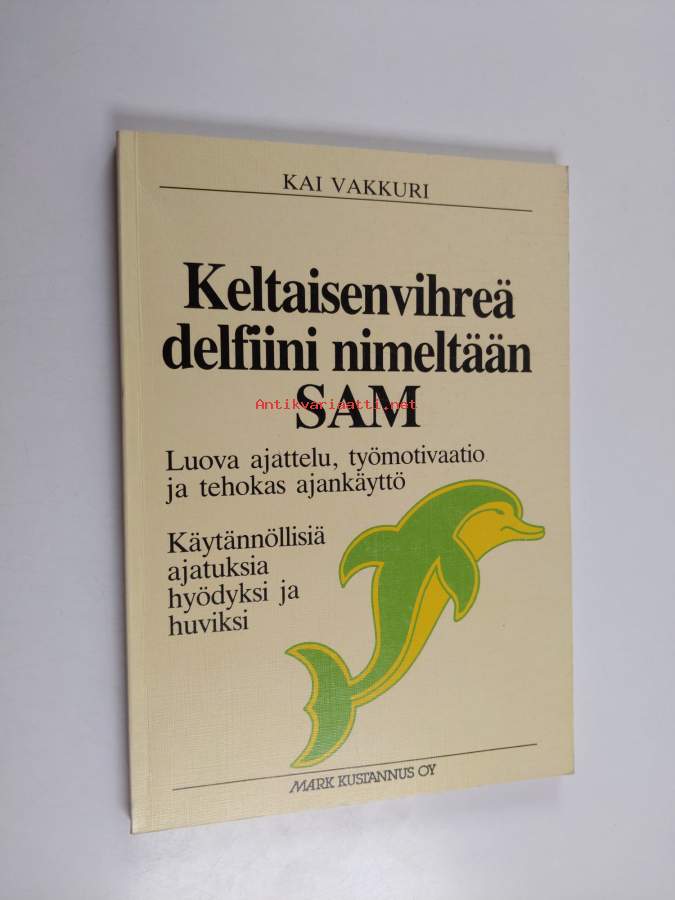 KAI VAKKURI
Keltaisenvihreä
delfiini nimeltään
SAM
Antikvariaatti.net
Luova ajattelu, työmotivaatio
ja tehokas ajankäyttö
Käytännöllisiä
ajatuksia
hyödyksi ja
huviksi
MARK KUSTANNUS OY